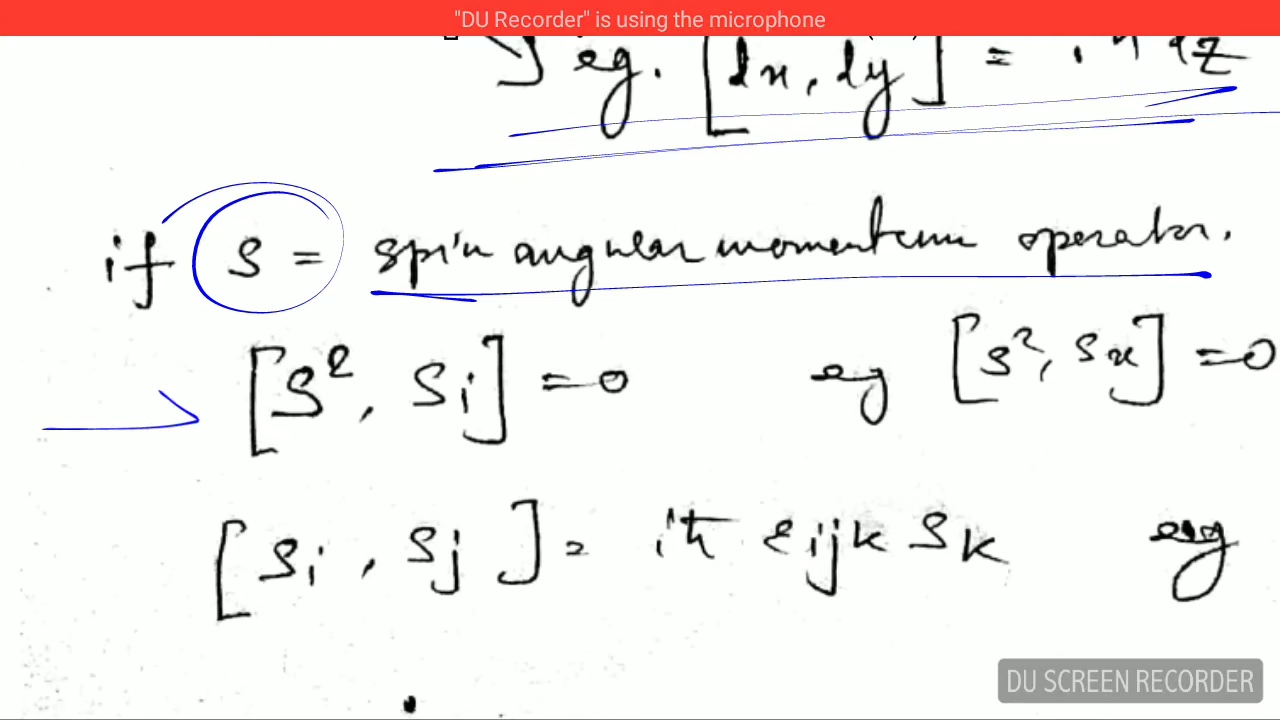 "DU Recorder" is using the microphone
eg. [lx, ly] = iħ lz
if S = spin angular momentum operator.
[S², Si] = 0 eg [S², Sx] = 0
[Si, Sj] = iħ εijk Sk eg
DU SCREEN RECORDER